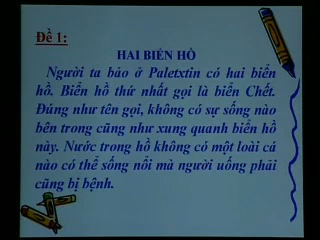 Đề 1:
HAI BIỂN HỒ
Người ta bảo ở Paletxtin có hai biển
hồ. Biển hồ thứ nhất gọi là biển Chết.
Đúng như tên gọi, không có sự sống nào
bên trong cũng như xung quanh biển hồ
này. Nước trong hồ không có một loài cá
nào có thể sống nổi mà người uống phải
cũng bị bệnh.